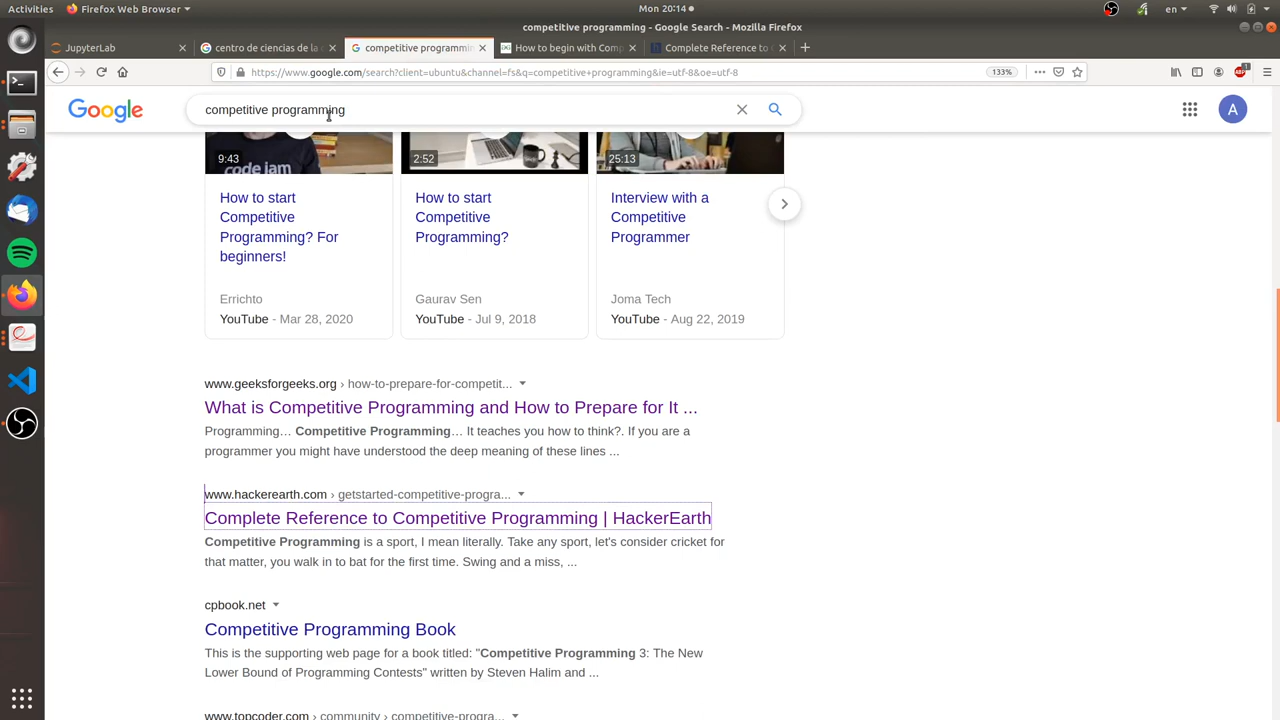 Activities Firefox Web Browser Mon 20:14 en
competitive programming - Google Search - Mozilla Firefox
JupyterLab centro de ciencias de la competitive programmin How to begin with Comp Complete Reference to
https://www.google.com/search?client=ubuntu&channel=fs&q=competitive+programming&ie=utf-8&oe=utf-8 133%
Google competitive programming A
9:43 2:52 25:13
code jam
How to start
Competitive
Programming? For
beginners!
Errichto
YouTube - Mar 28, 2020
How to start
Competitive
Programming?
Gaurav Sen
YouTube - Jul 9, 2018
Interview with a
Competitive
Programmer
Joma Tech
YouTube - Aug 22, 2019
www.geeksforgeeks.org › how-to-prepare-for-competit...
What is Competitive Programming and How to Prepare for It ...
Programming… Competitive Programming… It teaches you how to think?. If you are a
programmer you might have understood the deep meaning of these lines ...
www.hackerearth.com › getstarted-competitive-progra...
Complete Reference to Competitive Programming | HackerEarth
Competitive Programming is a sport, I mean literally. Take any sport, let's consider cricket for
that matter, you walk in to bat for the first time. Swing and a miss, ...
cpbook.net
Competitive Programming Book
This is the supporting web page for a book titled: "Competitive Programming 3: The New
Lower Bound of Programming Contests" written by Steven Halim and ...
www.topcoder.com › community › competitive-progra...